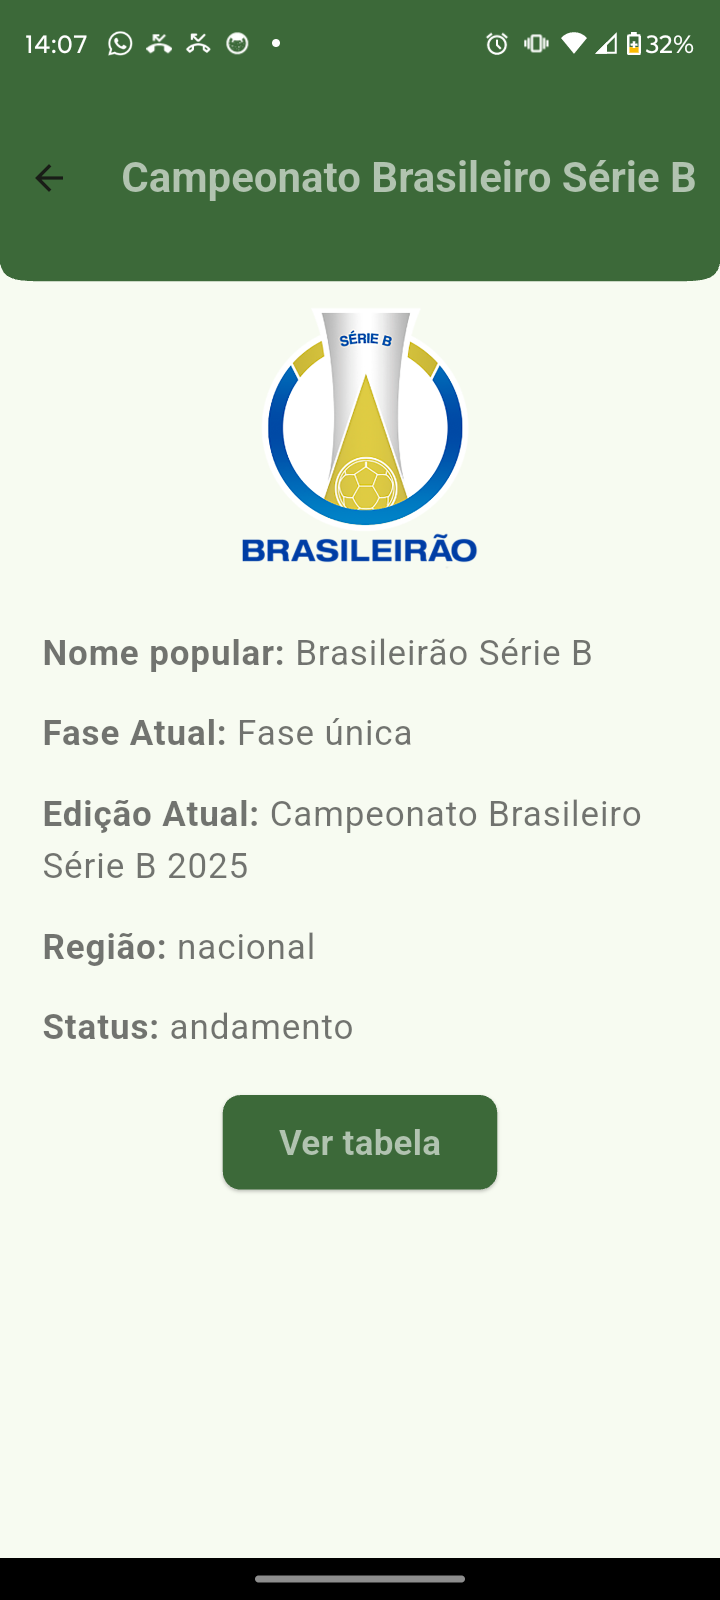 14:07
32%
Campeonato Brasileiro Série B
SÉRIE B
BRASILEIRÃO
Nome popular: Brasileirão Série B
Fase Atual: Fase única
Edição Atual: Campeonato Brasileiro
Série B 2025
Região: nacional
Status: andamento
Ver tabela